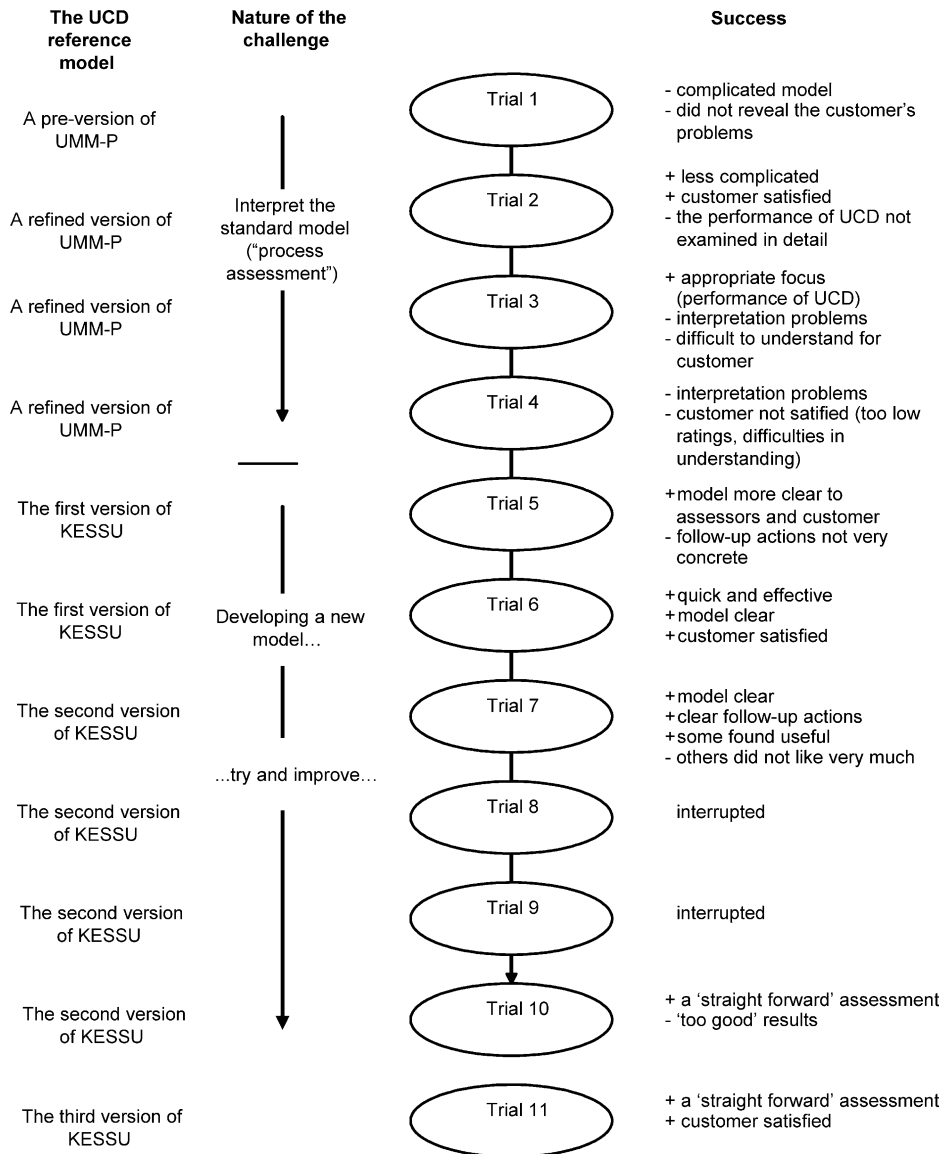 The UCD
reference
model
Nature of the
challenge
Success
A pre-version of
UMM-P
Trial 1
- complicated model
- did not reveal the customer's
problems
A refined version of
UMM-P
Interpret the
standard model
("process
assessment")
Trial 2
+ less complicated
+ customer satisfied
- the performance of UCD not
examined in detail
A refined version of
UMM-P
Trial 3
+ appropriate focus
(performance of UCD)
- interpretation problems
- difficult to understand for
customer
A refined version of
UMM-P
Trial 4
- interpretation problems
- customer not satified (too low
ratings, difficulties in
understanding)
The first version of
KESSU
Trial 5
+model more clear to
assessors and customer
- follow-up actions not very
concrete
The first version of
KESSU
Developing a new
model…
Trial 6
+quick and effective
+model clear
+customer satisfied
The second version
of KESSU
Trial 7
+model clear
+clear follow-up actions
+some found useful
- others did not like very much
…try and improve…
The second version
of KESSU
Trial 8
interrupted
The second version
of KESSU
Trial 9
interrupted
The second version
of KESSU
Trial 10
+ a 'straight forward' assessment
- 'too good' results
The third version of
KESSU
Trial 11
+ a 'straight forward' assessment
+ customer satisfied